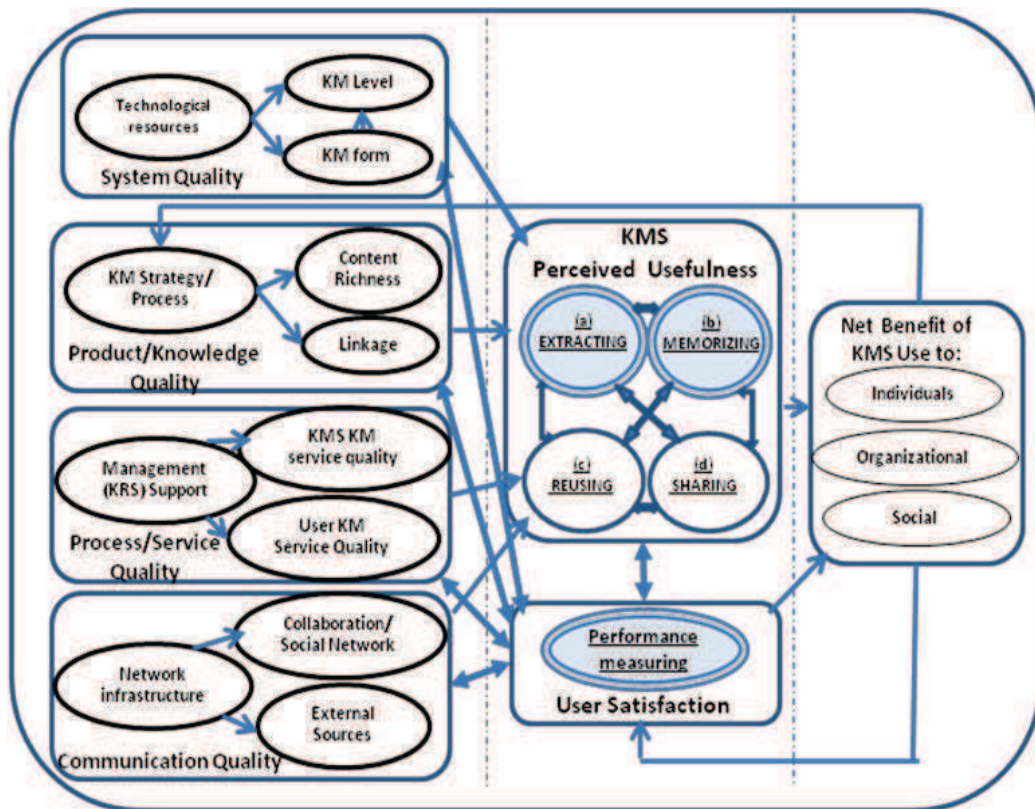 Technological
resources
KM Level
KM form
System Quality
KM Strategy/
Process
Content
Richness
Linkage
Product/Knowledge
Quality
Management
(KRS) Support
KMS KM
service quality
User KM
Service Quality
Process/Service
Quality
Network
infrastructure
Collaboration/
Social Network
External
Sources
Communication Quality
KMS
Perceived Usefulness
(a)
EXTRACTING
(b)
MEMORIZING
(c)
REUSING
(d)
SHARING
Performance
measuring
User Satisfaction
Net Benefit of
KMS Use to:
Individuals
Organizational
Social